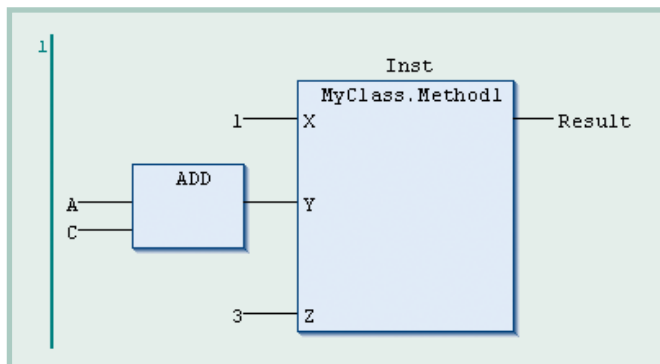 1
Inst
MyClass.Method1
1 X Result
ADD
A Y
C
3 Z